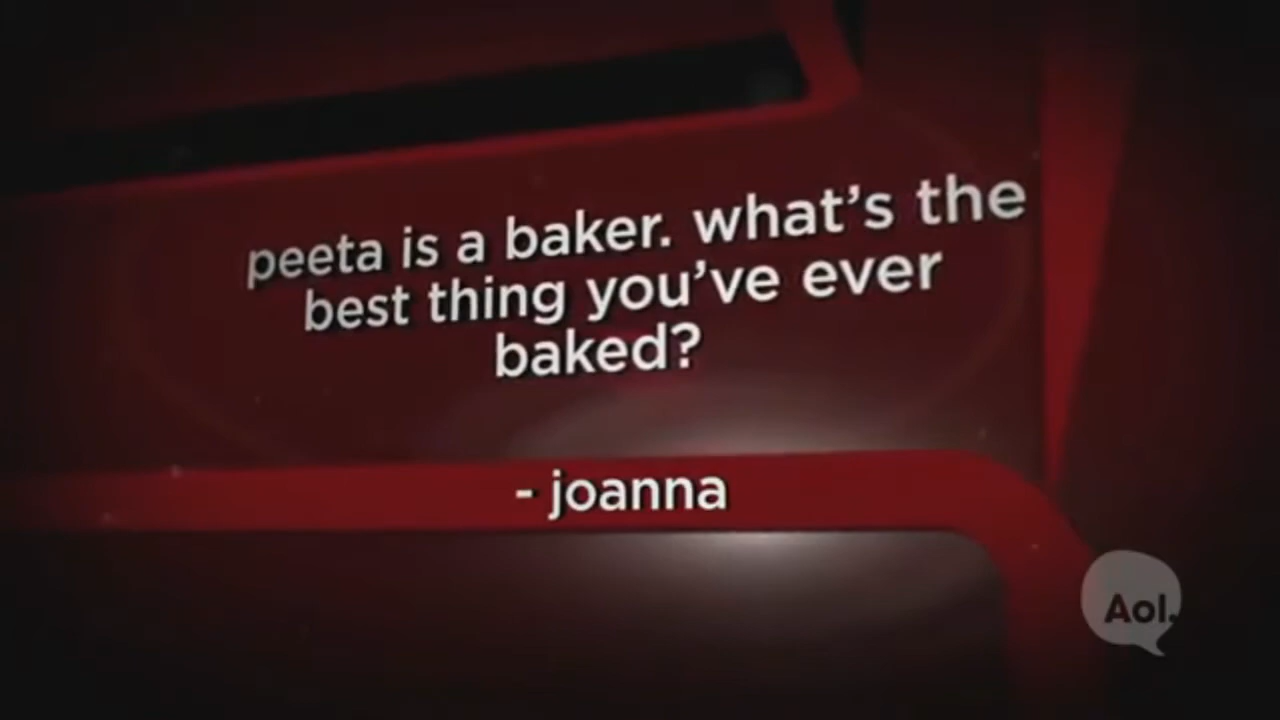 peeta is a baker. what's the
best thing you've ever
baked?
- joanna
Aol.